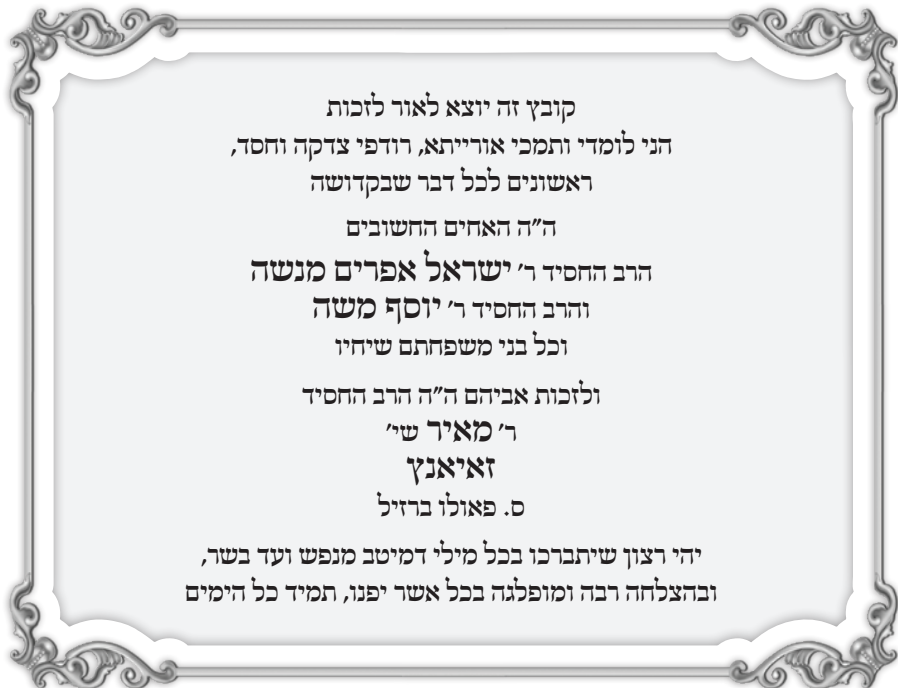 קובץ זה יוצא לאור לזכות
הני לומדי ותמכי אורייתא, רודפי צדקה וחסד,
ראשונים לכל דבר שבקדושה
ה״ה האחים החשובים
הרב החסיד ר׳ ישראל אפרים מנשה
והרב החסיד ר׳ יוסף משה
וכל בני משפחתם שיחיו
ולזכות אביהם ה״ה הרב החסיד
ר׳ מאיר שי׳
זאיאנץ
ס. פאולו ברזיל
יהי רצון שיתברכו בכל מילי דמיטב מנפש ועד בשר,
ובהצלחה רבה ומופלגה בכל אשר יפנו, תמיד כל הימים